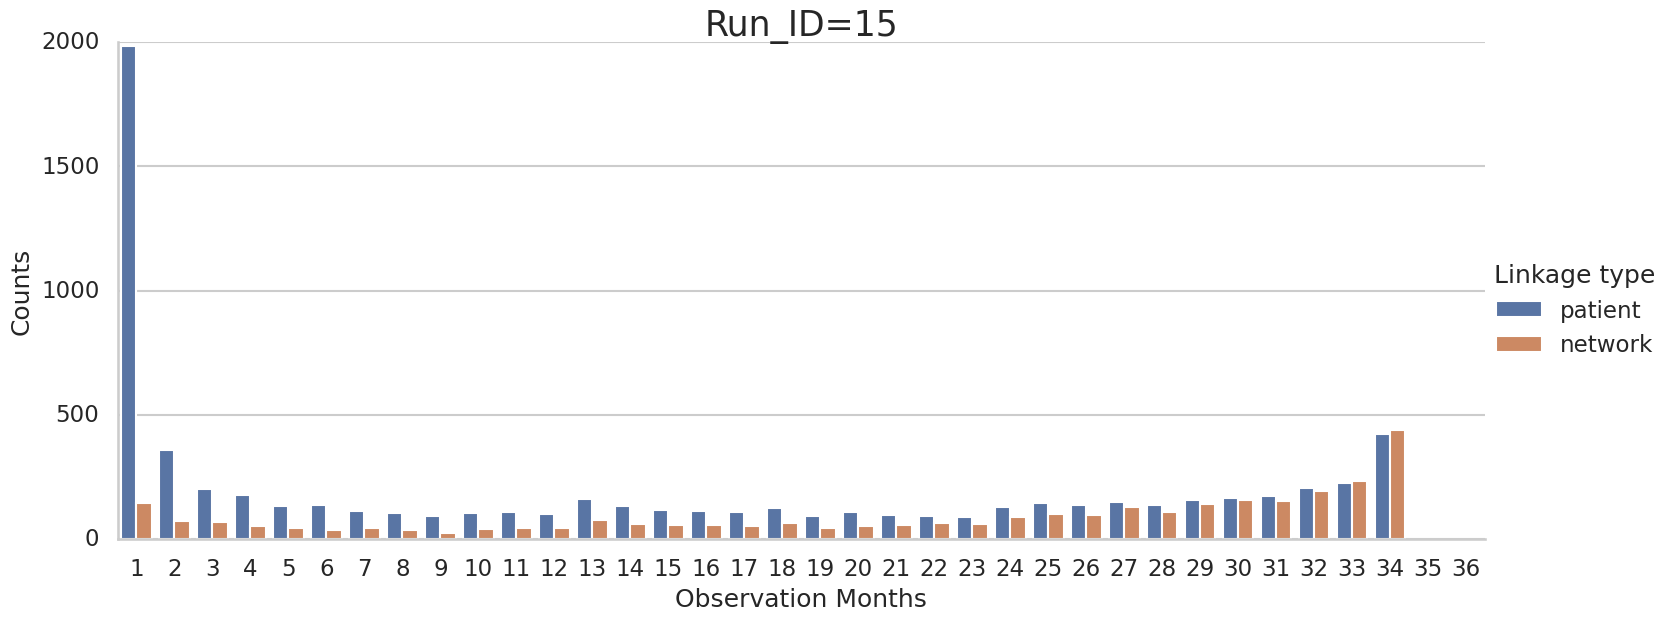 Run_ID=15
2000
1500
1000
500
0
Counts
1 2 3 4 5 6 7 8 9 10 11 12 13 14 15 16 17 18 19 20 21 22 23 24 25 26 27 28 29 30 31 32 33 34 35 36
Observation Months
Linkage type
patient
network